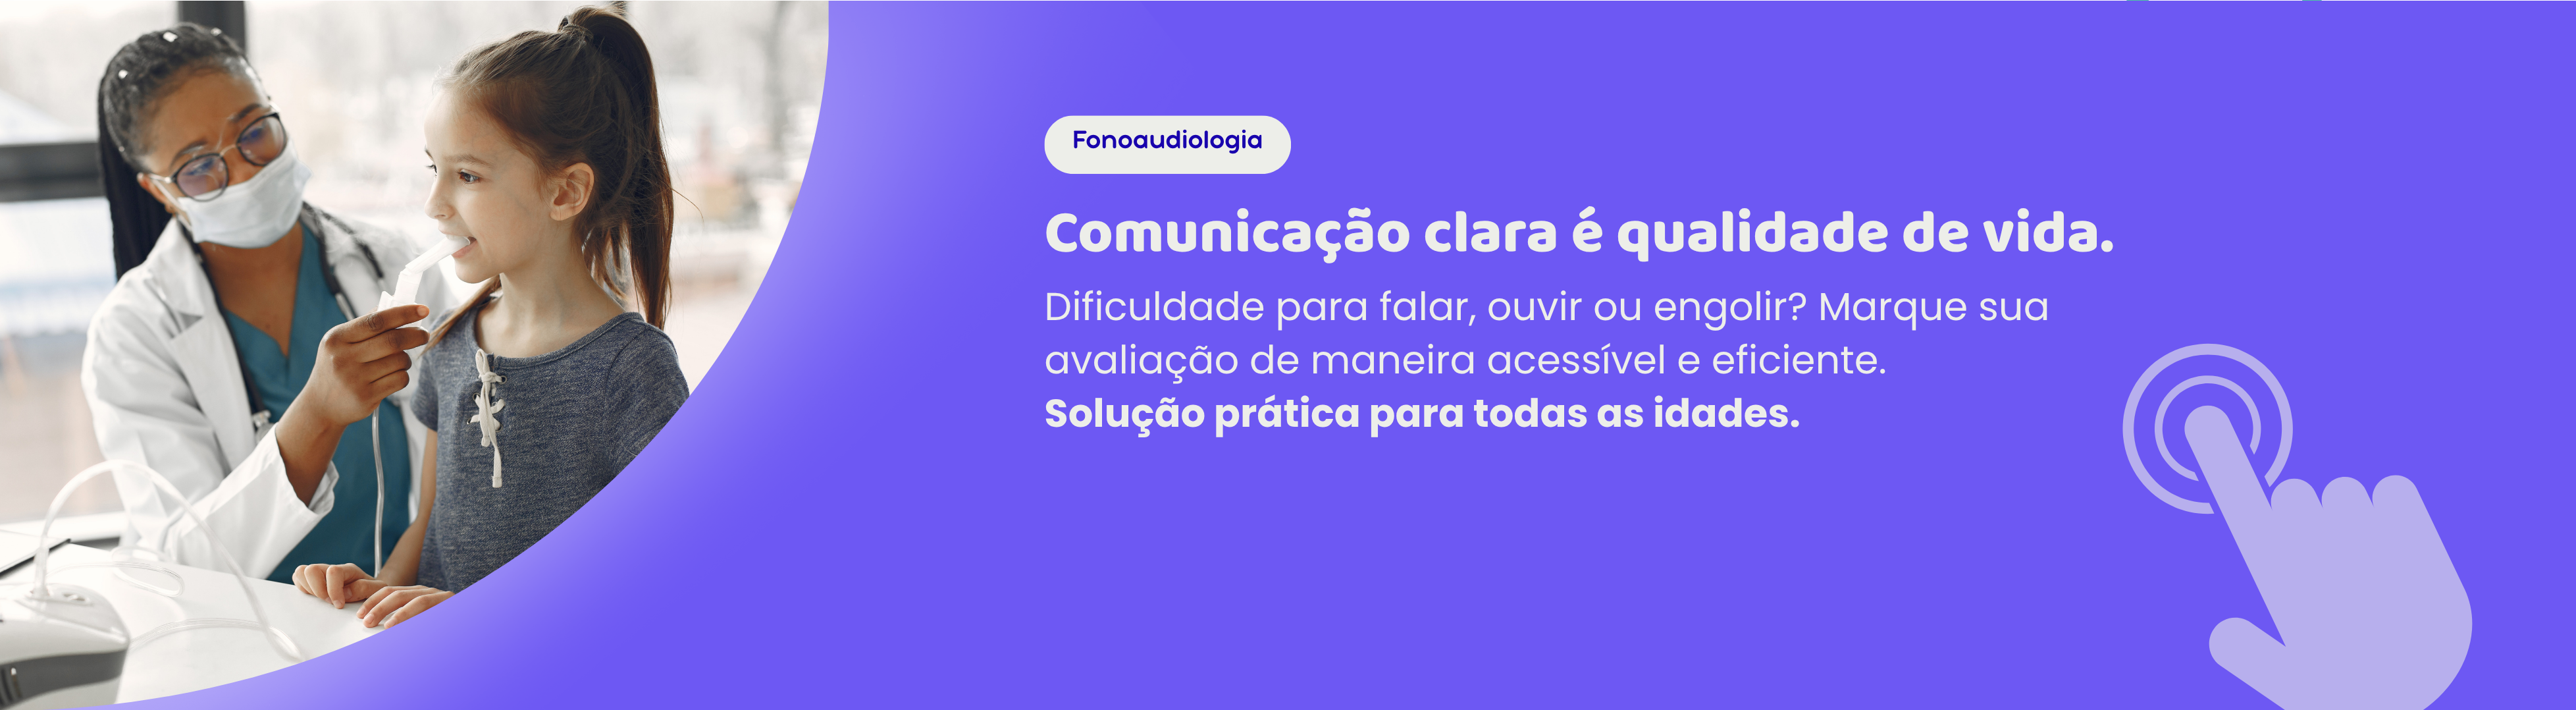 Fonoaudiologia
Comunicação clara é qualidade de vida.
Dificuldade para falar, ouvir ou engolir? Marque sua
avaliação de maneira acessível e eficiente.
Solução prática para todas as idades.